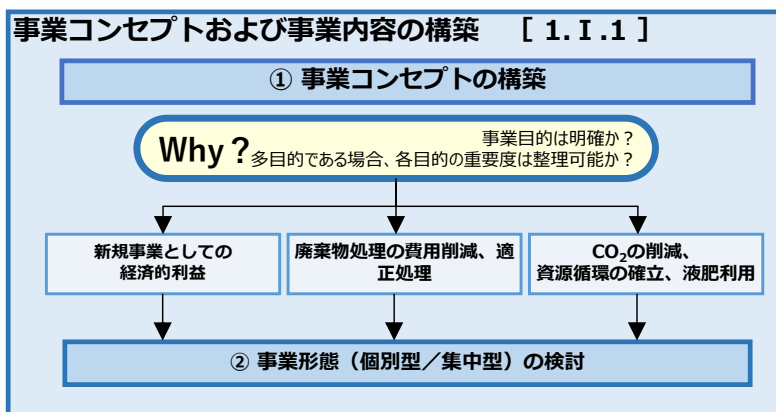 事業コンセプトおよび事業内容の構築 [ 1.Ⅰ.1 ]
① 事業コンセプトの構築
Why？
事業目的は明確か？
多目的である場合、各目的の重要度は整理可能か？
新規事業としての
経済的利益
廃棄物処理の費用削減、適
正処理
CO₂の削減、
資源循環の確立、液肥利用
② 事業形態（個別型／集中型）の検討